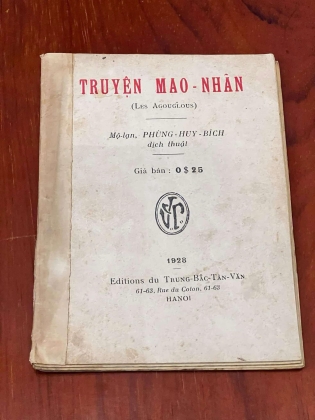 TRUYỆN MAO-NHÂN
(LES AGOUGLOUS)
Mộ-lạn, PHÙNG-HUY-BÍCH
dịch thuật
Giá bán : 0$25
1928
Editions du TRUNG-BẮC-TÂN-VĂN
61-63, Rue du Coton, 61-63
HANOI